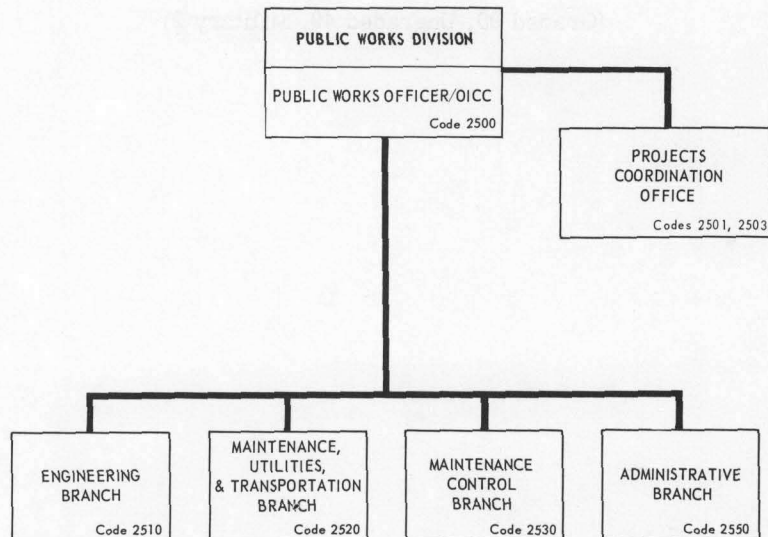 PUBLIC WORKS DIVISION
PUBLIC WORKS OFFICER/OICC
Code 2500
PROJECTS
COORDINATION
OFFICE
Codes 2501, 2503
ENGINEERING
BRANCH
Code 2510
MAINTENANCE,
UTILITIES,
& TRANSPORTATION
BRANCH
Code 2520
MAINTENANCE
CONTROL
BRANCH
Code 2530
ADMINISTRATIVE
BRANCH
Code 2550